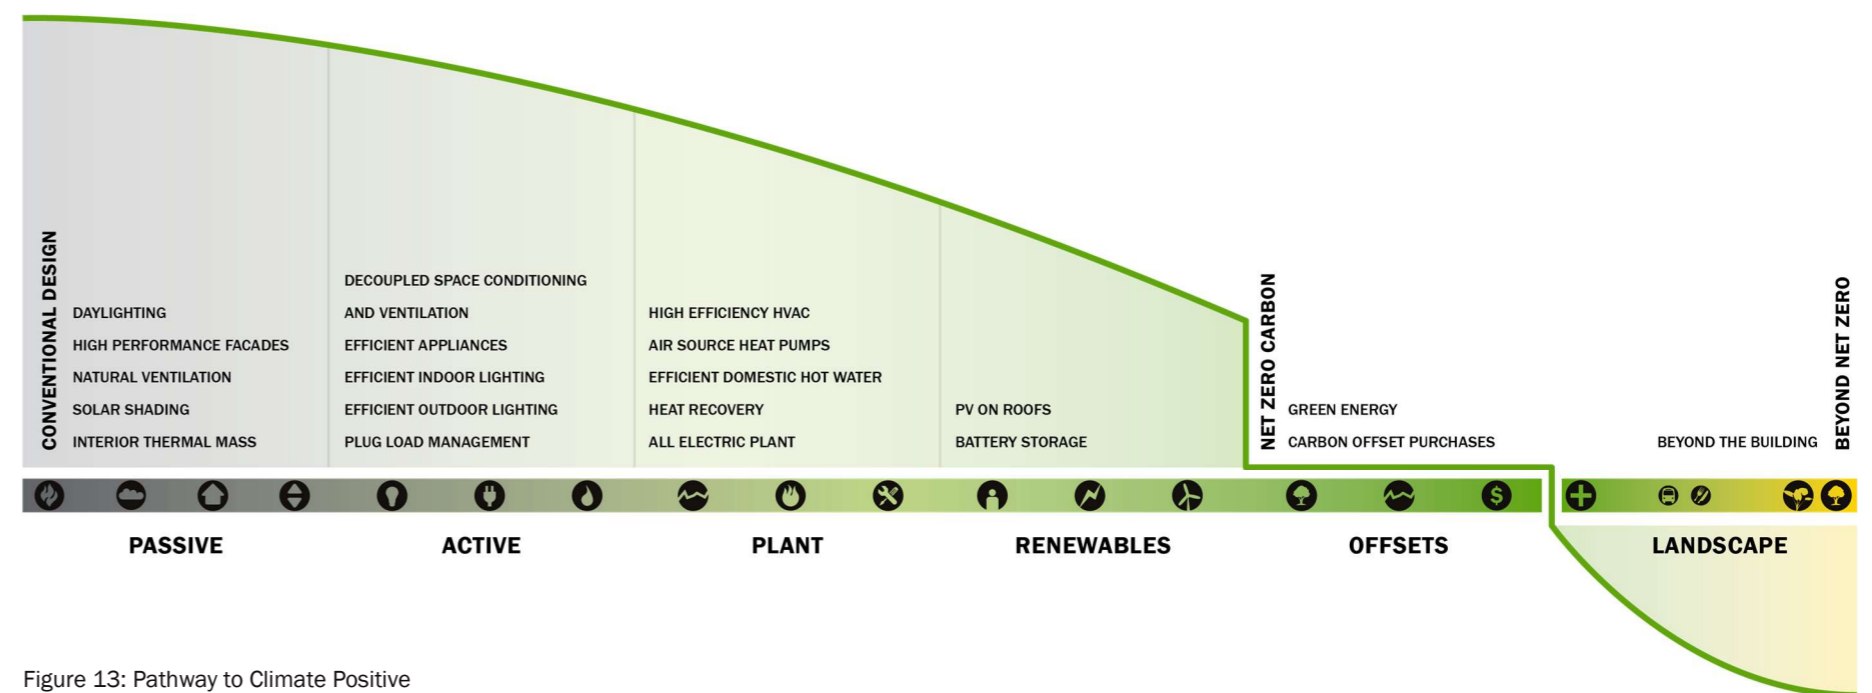 CONVENTIONAL DESIGN
DAYLIGHTING
HIGH PERFORMANCE FACADES
NATURAL VENTILATION
SOLAR SHADING
INTERIOR THERMAL MASS
DECOUPLED SPACE CONDITIONING
AND VENTILATION
EFFICIENT APPLIANCES
EFFICIENT INDOOR LIGHTING
EFFICIENT OUTDOOR LIGHTING
PLUG LOAD MANAGEMENT
HIGH EFFICIENCY HVAC
AIR SOURCE HEAT PUMPS
EFFICIENT DOMESTIC HOT WATER
HEAT RECOVERY
ALL ELECTRIC PLANT
PV ON ROOFS
BATTERY STORAGE
NET ZERO CARBON
GREEN ENERGY
CARBON OFFSET PURCHASES
BEYOND THE BUILDING
BEYOND NET ZERO
$
PASSIVE
ACTIVE
PLANT
RENEWABLES
OFFSETS
LANDSCAPE
Figure 13: Pathway to Climate Positive